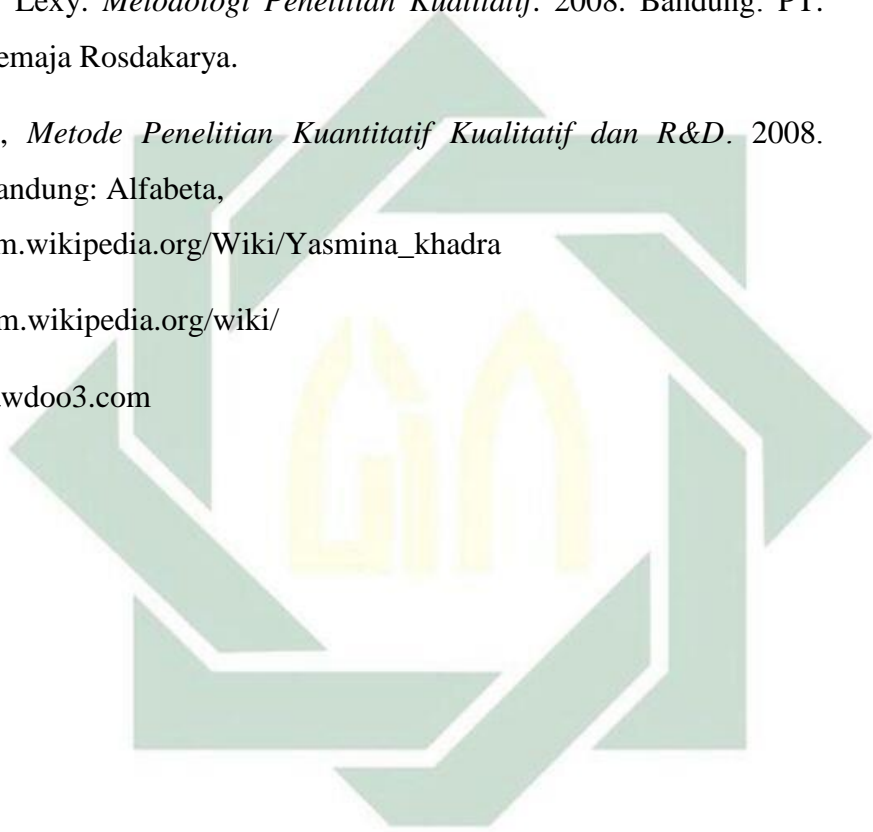 Lexy. Metodologi Penelitian Kualitatif. 2008. Bandung: PT.
emaja Rosdakarya.
, Metode Penelitian Kuantitatif Kualitatif dan R&D. 2008.
andung: Alfabeta,
m.wikipedia.org/Wiki/Yasmina_khadra
m.wikipedia.org/wiki/
wdoo3.com